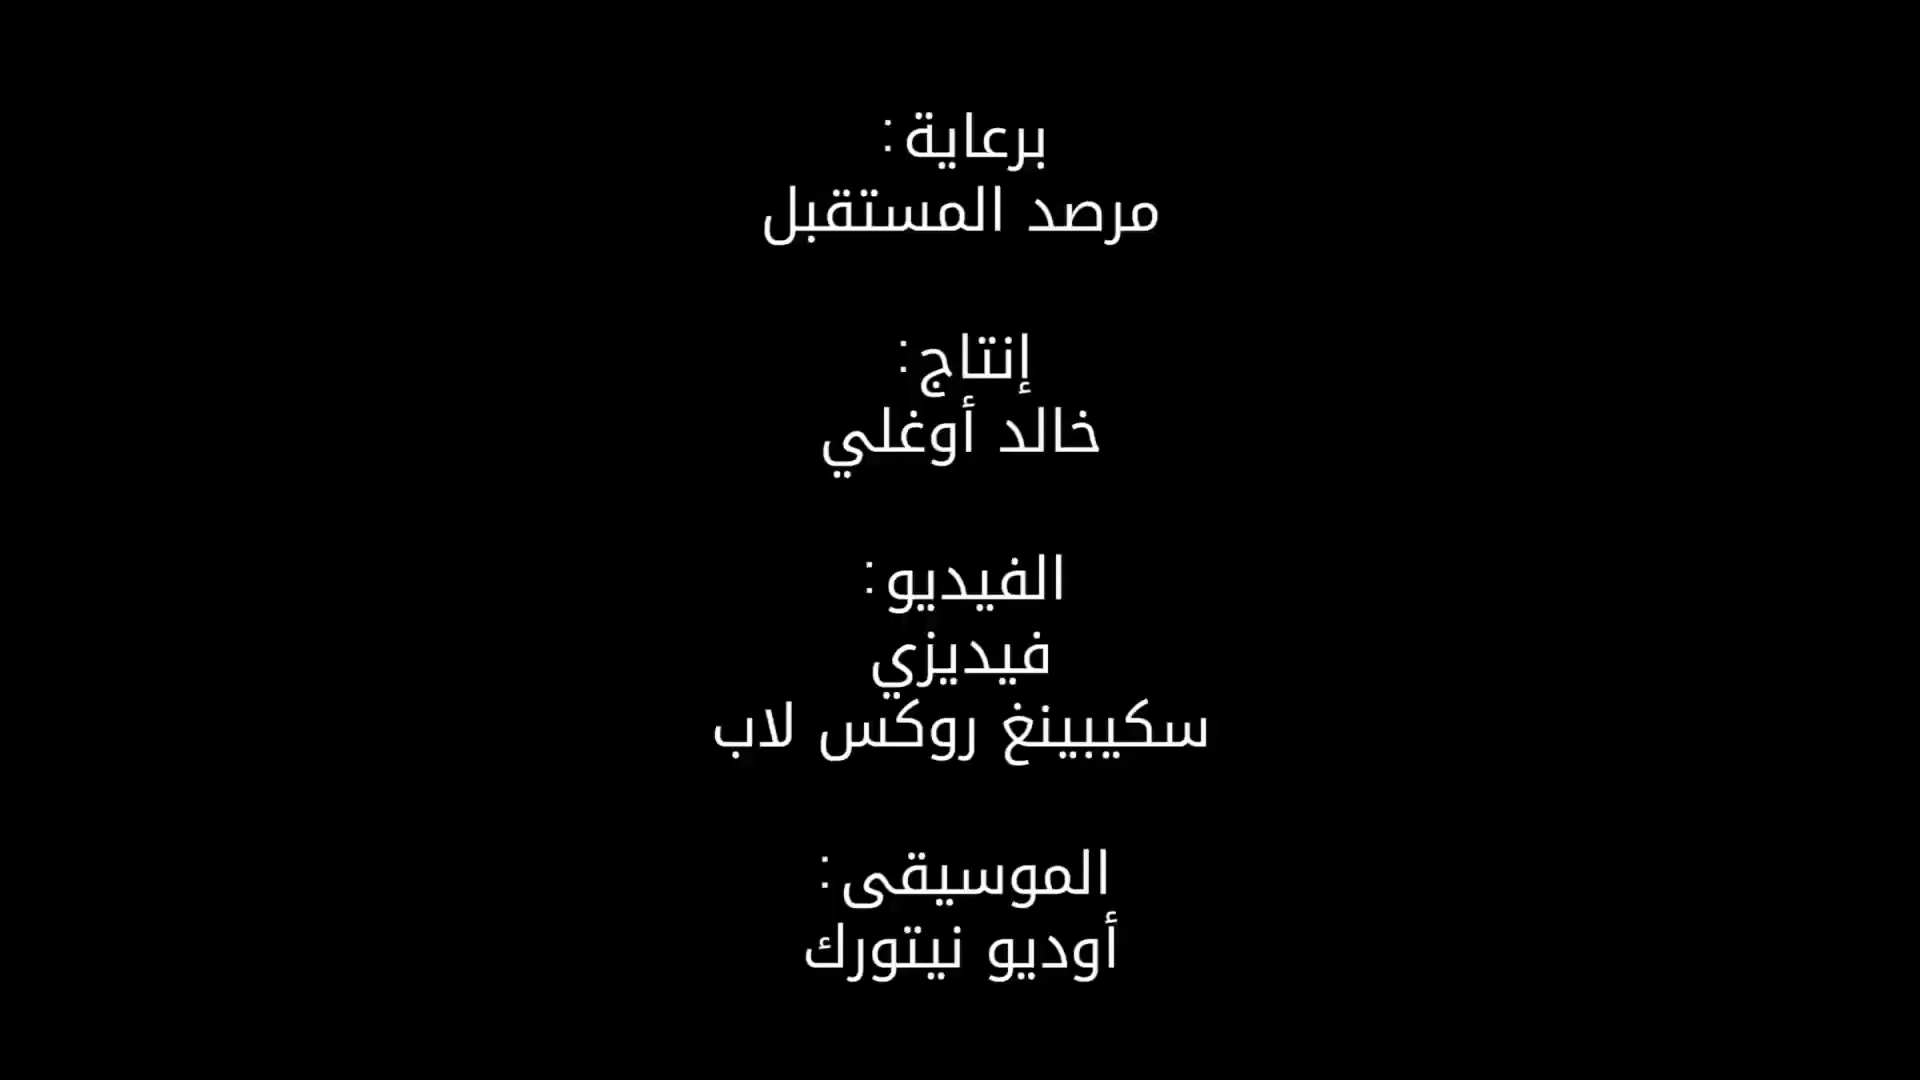 برعاية:
مرصد المستقبل
إنتاج:
خالد أوغلي
الفيديو:
فيديزي
سكيبينغ روكس لاب
الموسيقى:
أوديو نيتورك